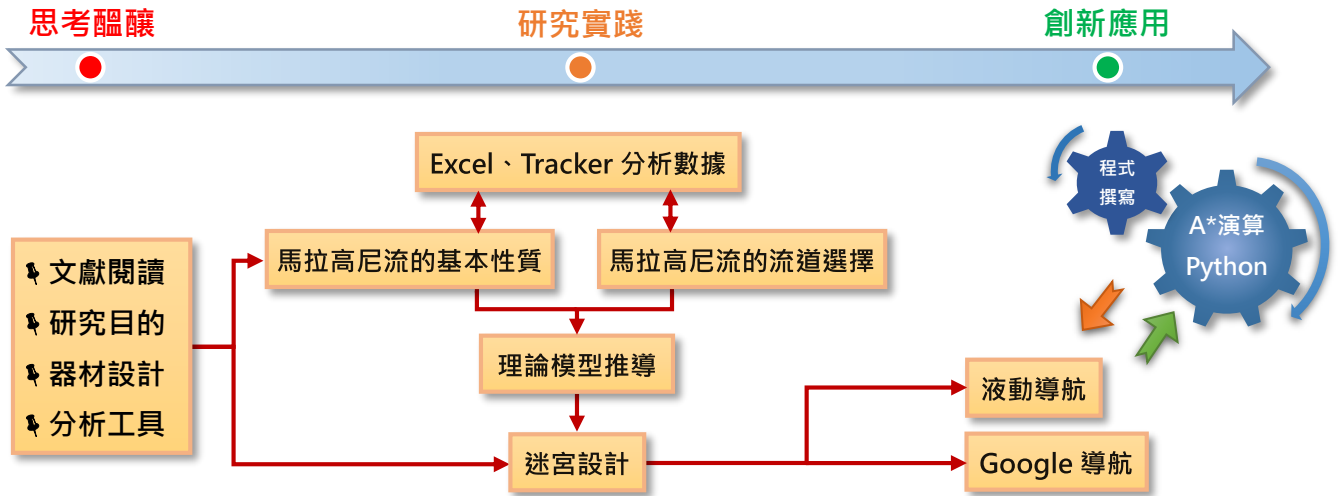 思考醞釀
研究實踐
創新應用
Excel、Tracker 分析數據
程式
撰寫
A*演算
Python
馬拉高尼流的基本性質
馬拉高尼流的流道選擇
文獻閱讀
研究目的
器材設計
分析工具
理論模型推導
液動導航
迷宮設計
Google 導航